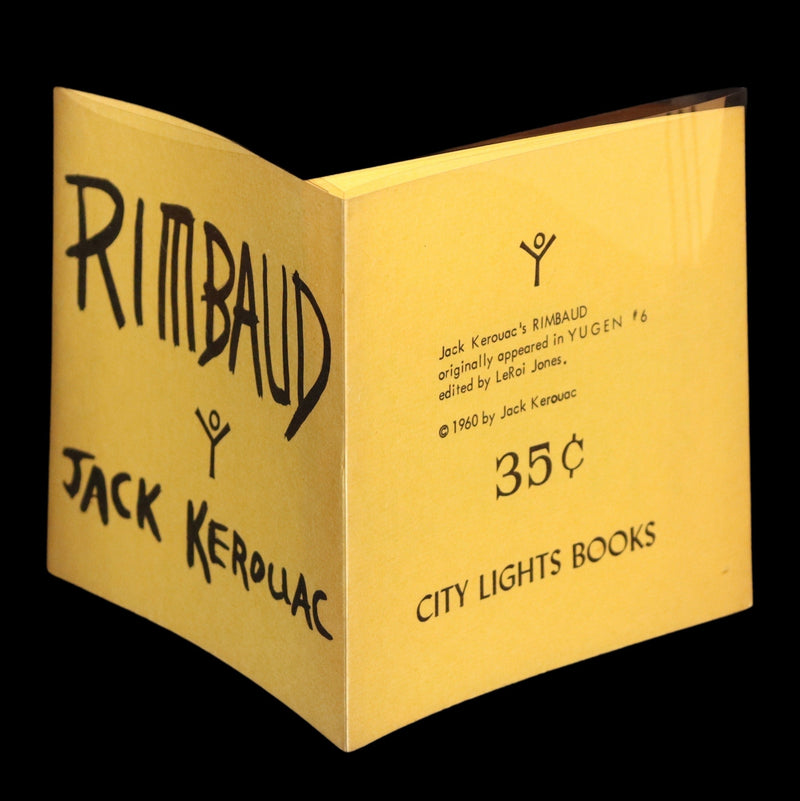 RIMBAUD
JACK KEROUAC
Jack Kerouac's RIMBAUD
originally appeared in YUGEN #6
edited by LeRoi Jones.
© 1960 by Jack Kerouac
35¢
CITY LIGHTS BOOKS